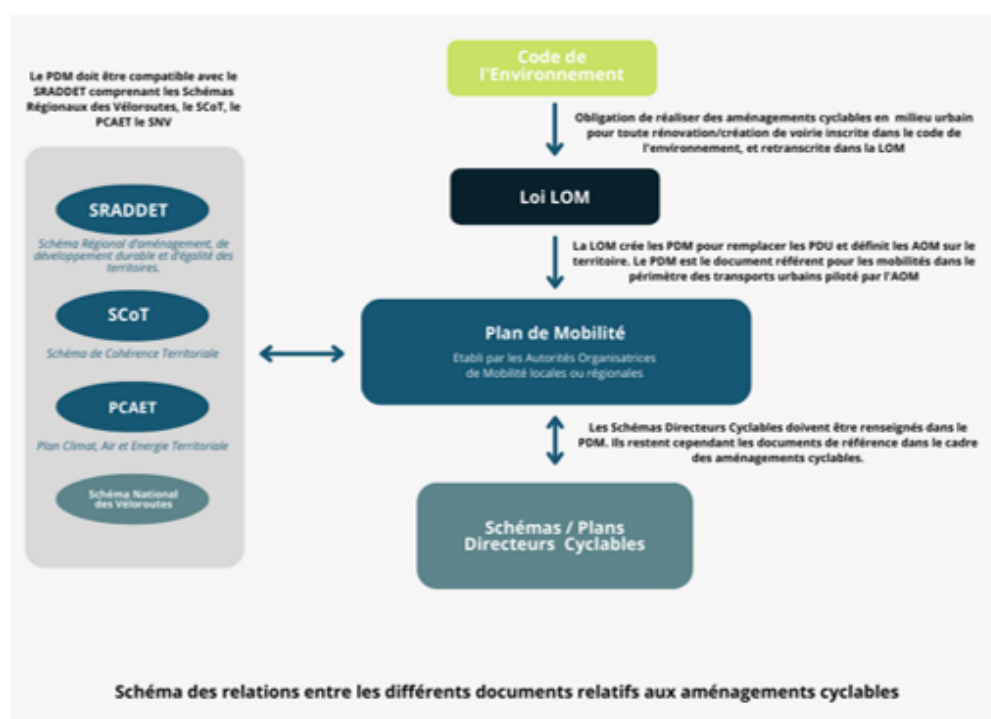 Le PDM doit être compatible avec le
SRADDET comprenant les Schémas
Régionaux des Véloroutes, le SCoT, le
PCAET le SNV
SRADDET
Schéma Régional d'aménagement, de
développement durable et d'égalité des
territoires.
SCoT
Schéma de Cohérence Territoriale
PCAET
Plan Climat, Air et Energie Territoriale
Schéma National
des Véloroutes
Code de
l'Environnement
Obligation de réaliser des aménagements cyclables en milieu urbain
pour toute rénovation/création de voirie inscrite dans le code de
l'environnement, et retranscrite dans la LOM
Loi LOM
La LOM crée les PDM pour remplacer les PDU et définit les AOM sur le
territoire. Le PDM est le document référent pour les mobilités dans le
périmètre des transports urbains piloté par l'AOM
Plan de Mobilité
Etabli par les Autorités Organisatrices
de Mobilité locales ou régionales
Les Schémas Directeurs Cyclables doivent être renseignés dans le
PDM. Ils restent cependant les documents de référence dans le cadre
des aménagements cyclables.
Schémas / Plans
Directeurs Cyclables
Schéma des relations entre les différents documents relatifs aux aménagements cyclables